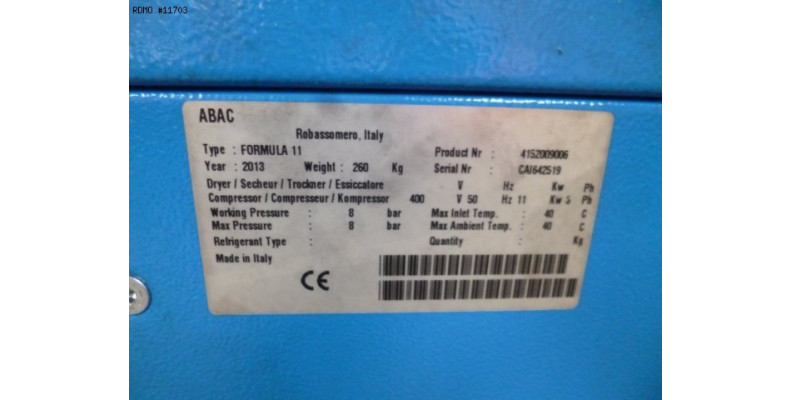 RDMO #11703
ABAC
Robassomero, Italy
Type : FORMULA 11 Product Nr : 4152009006
Year : 2013 Weight : 260 Kg Serial Nr : CAI642519
Dryer / Secheur / Trockner / Essiccatore V Hz Kw Ph
Compressor / Compresseur / Kompressor 400 V 50 Hz 11 Kw 3 Ph
Working Pressure : 8 bar Max Inlet Temp. : 40 C
Max Pressure : 8 bar Max Ambient Temp. : 40 C
Refrigerant Type : Quantity : Kg
Made in Italy
CE